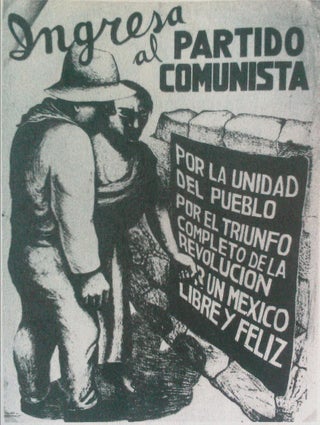 Ingresa
al PARTIDO
COMUNISTA
POR LA UNIDAD
DEL PUEBLO
POR EL TRIUNFO
COMPLETO DE LA
REVOLUCION
R UN MEXICO
LIBRE Y FELIZ